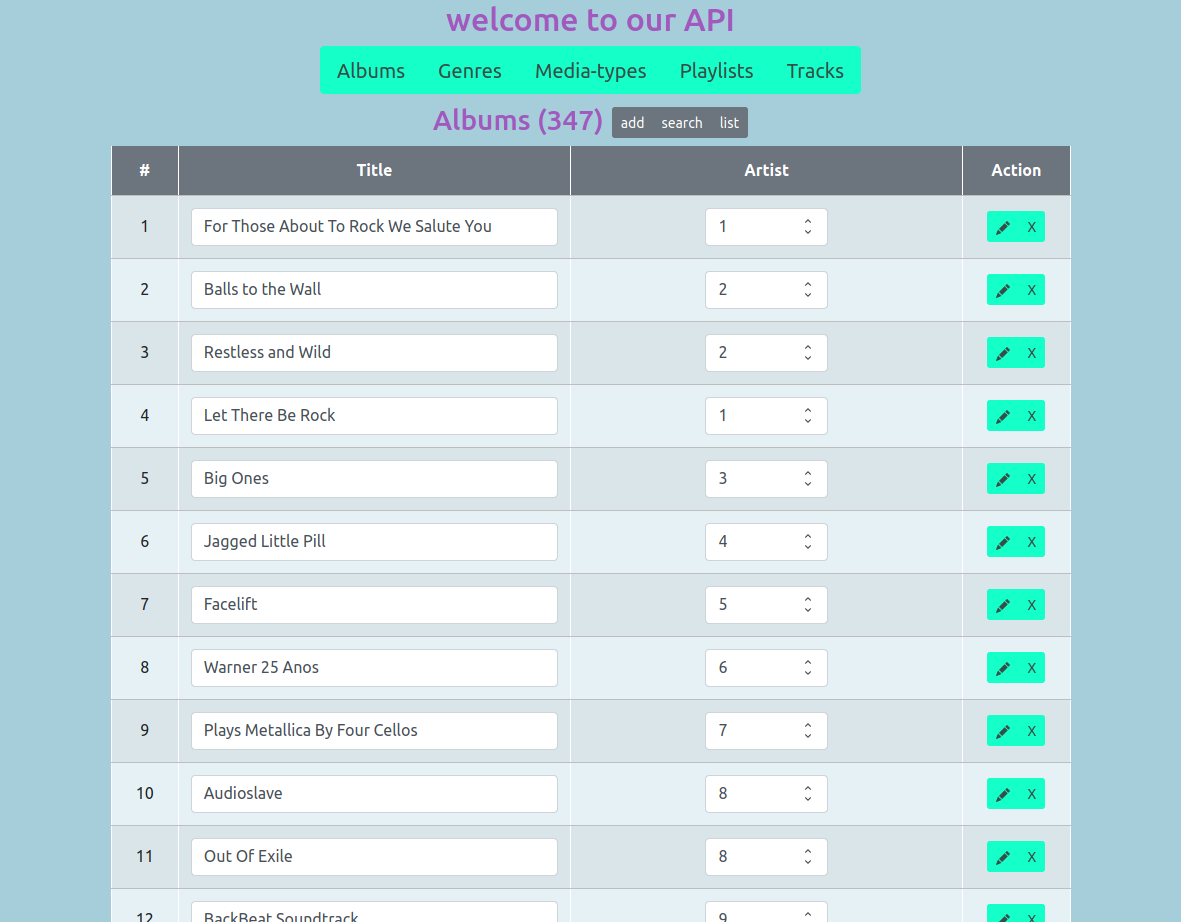 welcome to our API
Albums Genres Media-types Playlists Tracks
Albums (347) add search list
# Title Artist Action
1 For Those About To Rock We Salute You 1 X
2 Balls to the Wall 2 X
3 Restless and Wild 2 X
4 Let There Be Rock 1 X
5 Big Ones 3 X
6 Jagged Little Pill 4 X
7 Facelift 5 X
8 Warner 25 Anos 6 X
9 Plays Metallica By Four Cellos 7 X
10 Audioslave 8 X
11 Out Of Exile 8 X
12 BackBeat Soundtrack 9 X